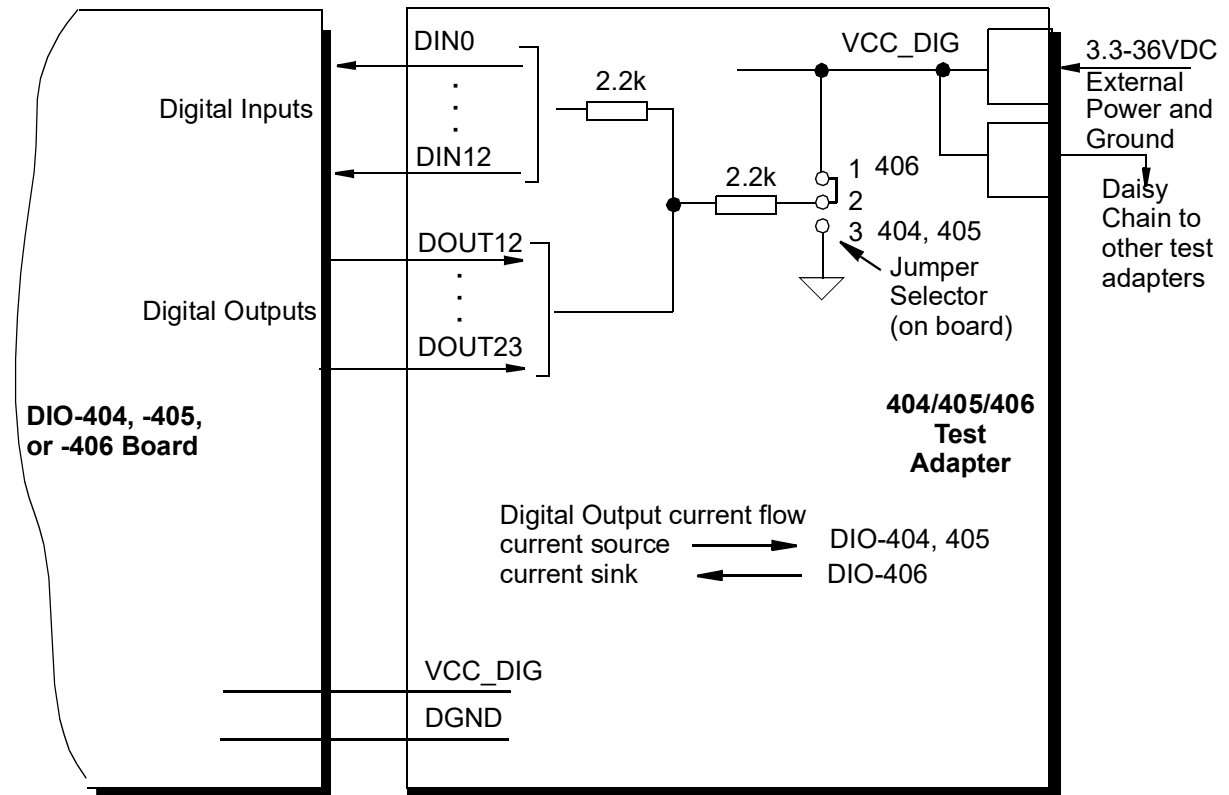 DIN0
VCC_DIG
3.3-36VDC
External
Power and
Ground
2.2k
Digital Inputs
DIN12
1 406
2
3 404, 405
2.2k
Daisy
Chain to
other test
adapters
DOUT12
Jumper
Selector
(on board)
Digital Outputs
DOUT23
DIO-404, -405,
or -406 Board
404/405/406
Test
Adapter
Digital Output current flow
current source DIO-404, 405
current sink DIO-406
VCC_DIG
DGND